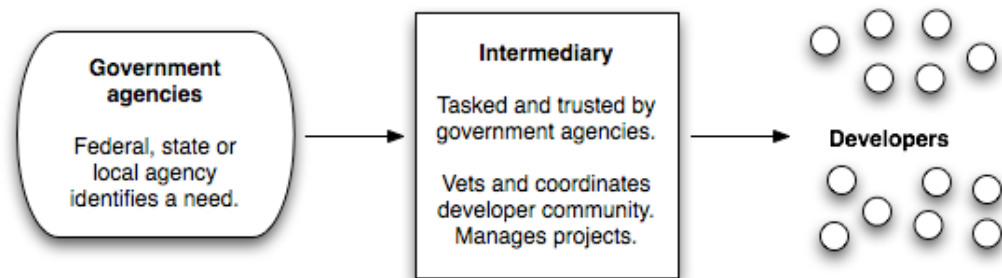 Government
agencies
Federal, state or
local agency
identifies a need.
Intermediary
Tasked and trusted by
government agencies.
Vets and coordinates
developer community.
Manages projects.
Developers